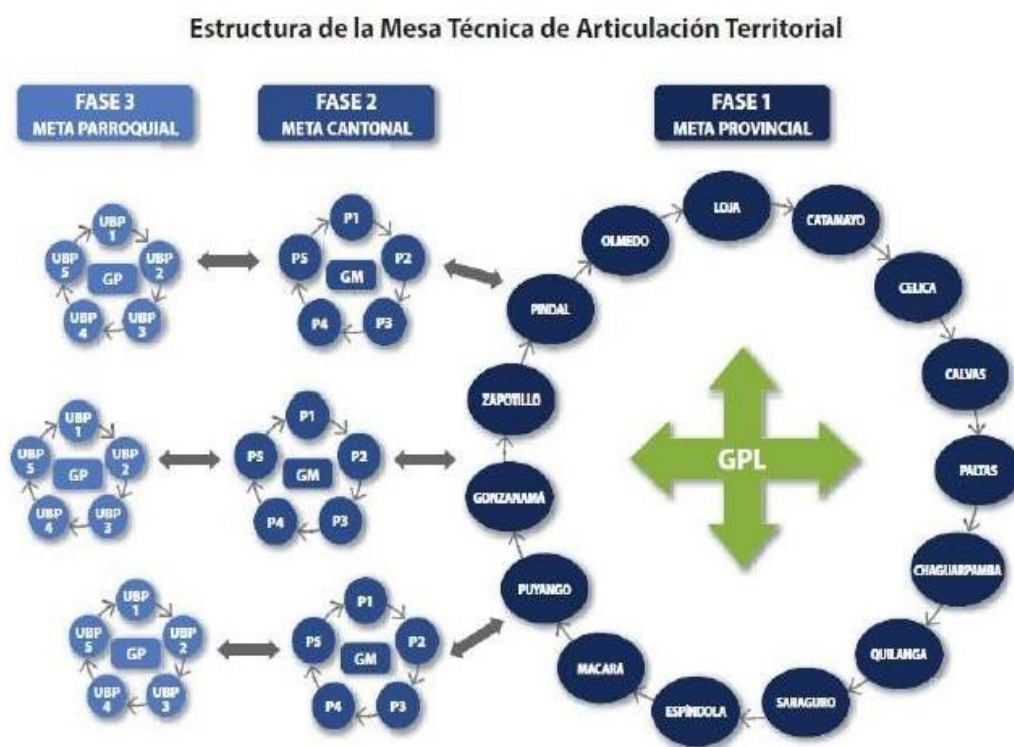 Estructura de la Mesa Técnica de Articulación Territorial
FASE 3
META PARROQUIAL
FASE 2
META CANTONAL
FASE 1
META PROVINCIAL
UBP
1
UBP
2
UBP
3
UBP
4
UBP
5
GP
P1
P2
P3
P4
P5
GM
UBP
1
UBP
2
UBP
3
UBP
4
UBP
5
GP
P1
P2
P3
P4
P5
GM
UBP
1
UBP
2
UBP
3
UBP
4
UBP
5
GP
P1
P2
P3
P4
P5
GM
LOJA
CATAMAYO
CELICA
CALVAS
PALTAS
CHAGUARPAMBA
QUILANGA
SARAGURO
ESPÍNDOLA
MACARÁ
PUYANGO
GONZANAMÁ
ZAPOTILLO
PINDAL
OLMEDO
GPL